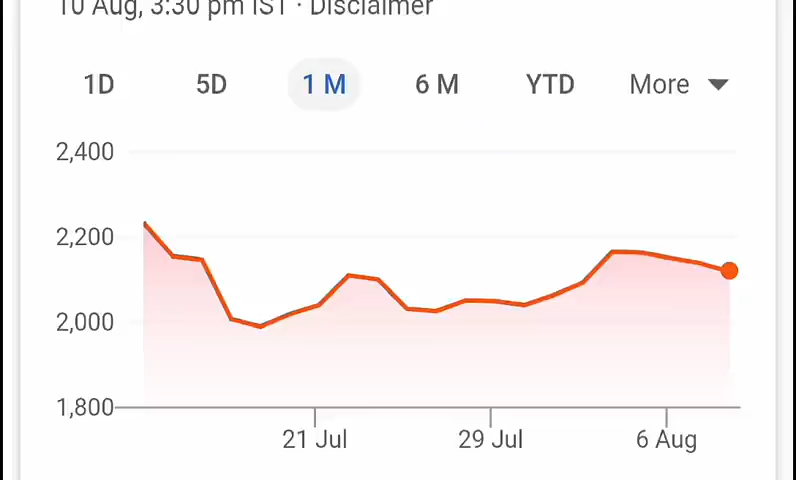 10 Aug, 3:30 pm IST · Disclaimer
1D 5D 1 M 6 M YTD More
2,400
2,200
2,000
1,800
21 Jul 29 Jul 6 Aug